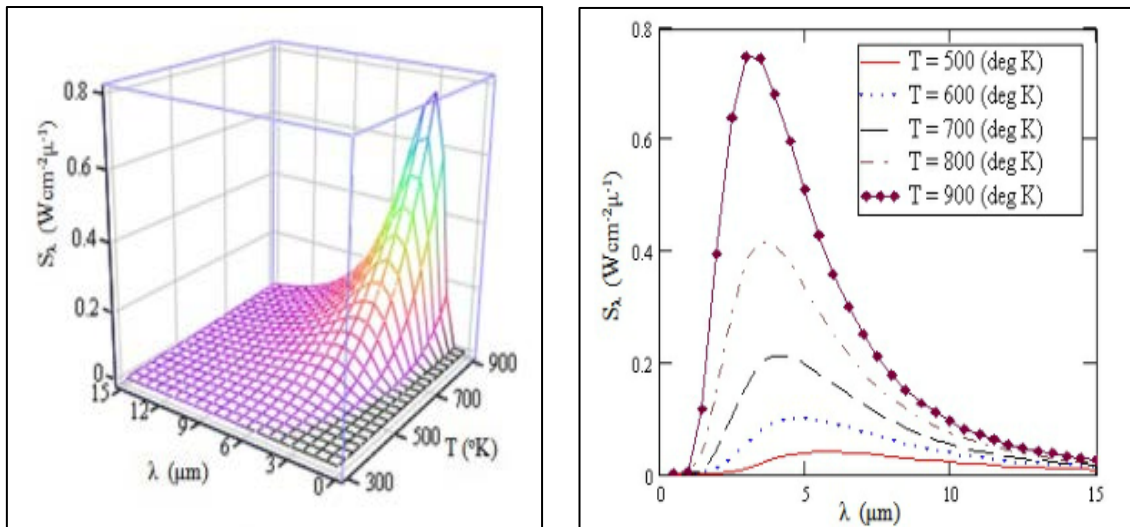 0.8
0.6
0.4
0.2
0
Sλ (Wcm⁻²μ⁻¹)
15
12
9
6
3
0
λ (μm)
300
500
700
900
T (°K)
0.8
0.6
0.4
0.2
0
Sλ (Wcm⁻²μ⁻¹)
T = 500 (deg K)
T = 600 (deg K)
T = 700 (deg K)
T = 800 (deg K)
T = 900 (deg K)
0 5 10 15
λ (μm)